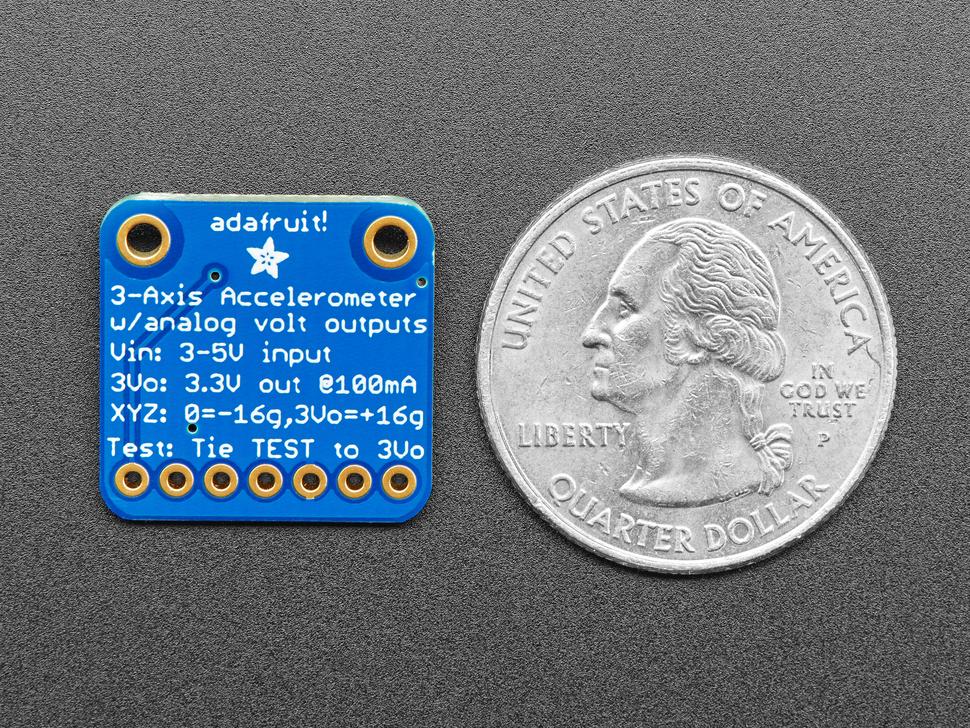 adafruit!
3-Axis Accelerometer
w/analog volt outputs
Vin: 3-5V input
3Vo: 3.3V out @100mA
XYZ: 0=-16g,3Vo=+16g
Test: Tie TEST to 3Vo
UNITED STATES OF AMERICA
IN
GOD WE
TRUST
LIBERTY
P
QUARTER DOLLAR